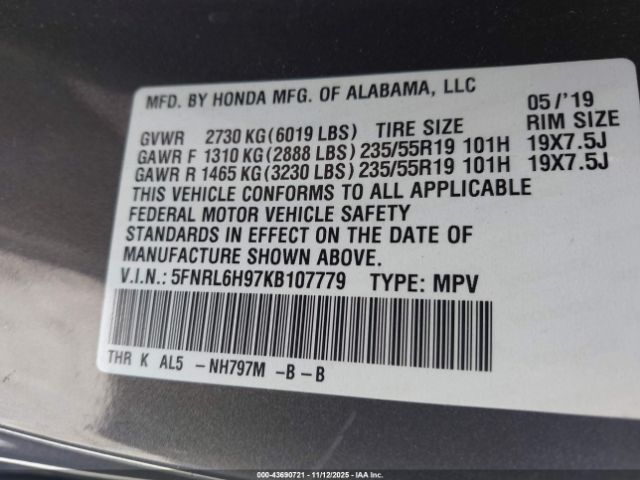 MFD. BY HONDA MFG. OF ALABAMA, LLC 05/'19
GVWR 2730 KG(6019 LBS) TIRE SIZE RIM SIZE
GAWR F 1310 KG(2888 LBS) 235/55R19 101H 19X7.5J
GAWR R 1465 KG(3230 LBS) 235/55R19 101H 19X7.5J
THIS VEHICLE CONFORMS TO ALL APPLICABLE
FEDERAL MOTOR VEHICLE SAFETY
STANDARDS IN EFFECT ON THE DATE OF
MANUFACTURE SHOWN ABOVE.
V.I.N.: 5FNRL6H97KB107779 TYPE: MPV
THR K AL5 -NH797M -B-B
000-43690721 - 11/12/2025 - IAAI.com